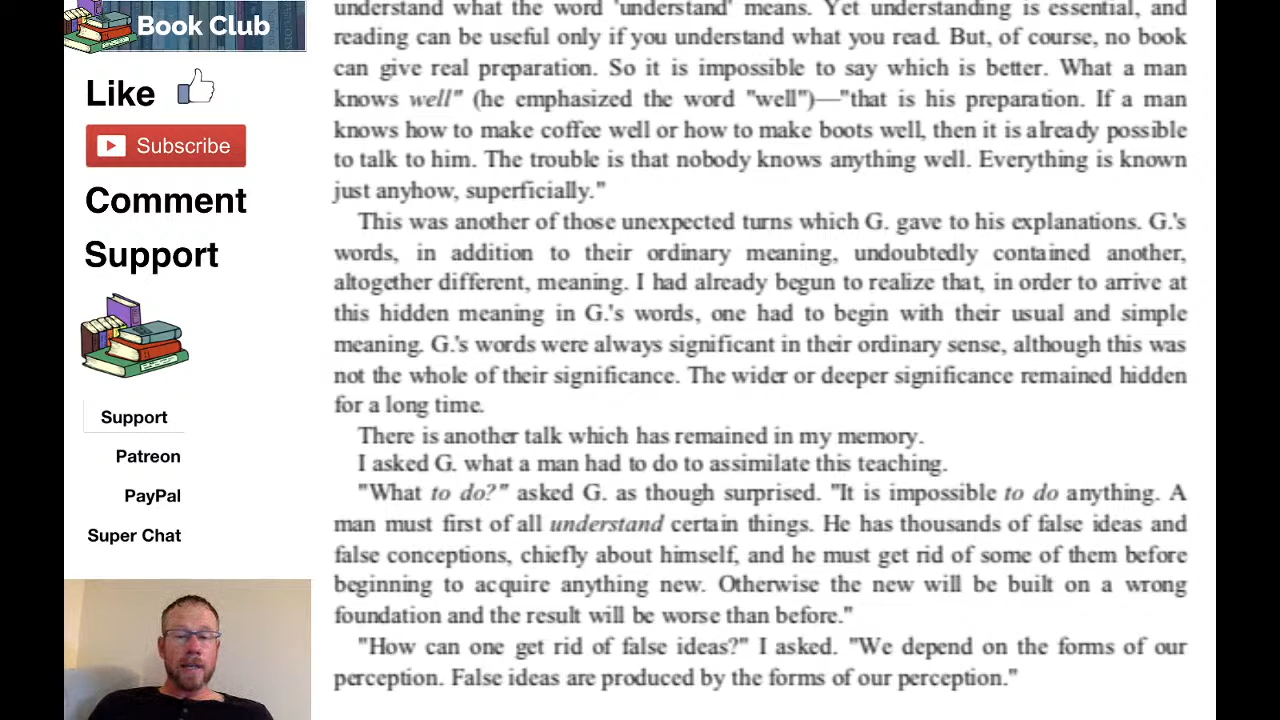 Book Club
Like
Subscribe
Comment
Support
Support
Patreon
PayPal
Super Chat
understand what the word 'understand' means. Yet understanding is essential, and
reading can be useful only if you understand what you read. But, of course, no book
can give real preparation. So it is impossible to say which is better. What a man
knows well" (he emphasized the word "well")—"that is his preparation. If a man
knows how to make coffee well or how to make boots well, then it is already possible
to talk to him. The trouble is that nobody knows anything well. Everything is known
just anyhow, superficially."
This was another of those unexpected turns which G. gave to his explanations. G.'s
words, in addition to their ordinary meaning, undoubtedly contained another,
altogether different, meaning. I had already begun to realize that, in order to arrive at
this hidden meaning in G.'s words, one had to begin with their usual and simple
meaning. G.'s words were always significant in their ordinary sense, although this was
not the whole of their significance. The wider or deeper significance remained hidden
for a long time.
There is another talk which has remained in my memory.
I asked G. what a man had to do to assimilate this teaching.
"What to do?" asked G. as though surprised. "It is impossible to do anything. A
man must first of all understand certain things. He has thousands of false ideas and
false conceptions, chiefly about himself, and he must get rid of some of them before
beginning to acquire anything new. Otherwise the new will be built on a wrong
foundation and the result will be worse than before."
"How can one get rid of false ideas?" I asked. "We depend on the forms of our
perception. False ideas are produced by the forms of our perception."